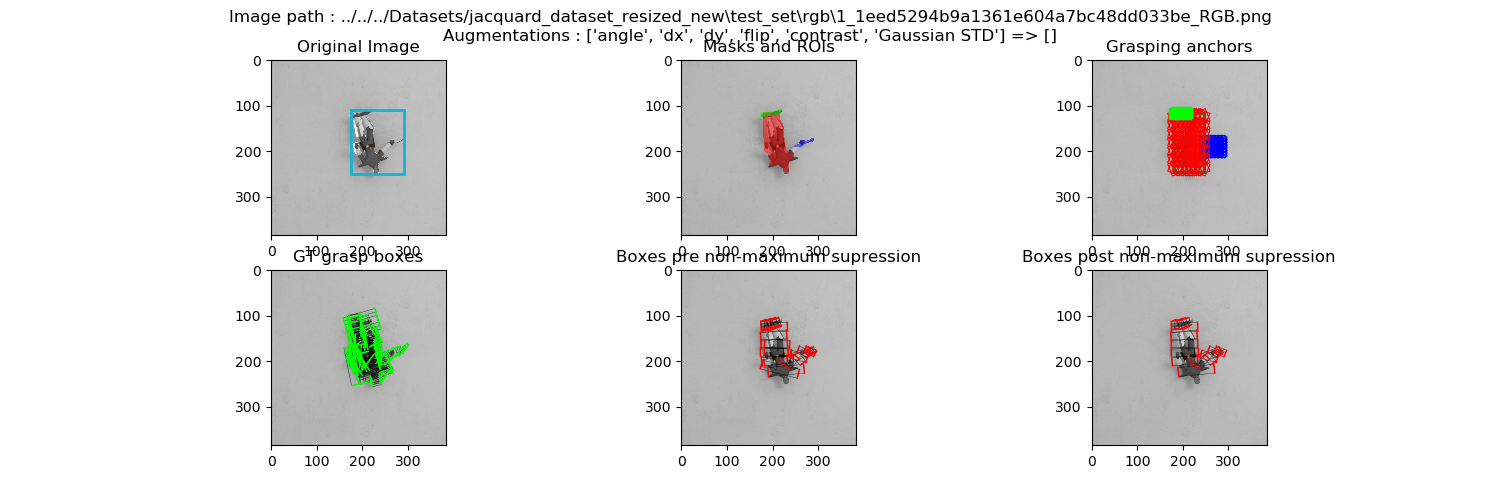 Image path : ../../../Datasets/jacquard_dataset_resized_new\test_set\rgb\1_1eed5294b9a1361e604a7bc48dd033be_RGB.png
Augmentations : ['angle', 'dx', 'dy', 'flip', 'contrast', 'Gaussian STD'] => []
Original Image
Masks and ROIs
Grasping anchors
0
100
200
300
0
100
200
300
0
100
200
300
0 100 200 300
0 100 200 300
0 100 200 300
GT grasp boxes
Boxes pre non-maximum supression
Boxes post non-maximum supression
0
100
200
300
0
100
200
300
0
100
200
300
0 100 200 300
0 100 200 300
0 100 200 300